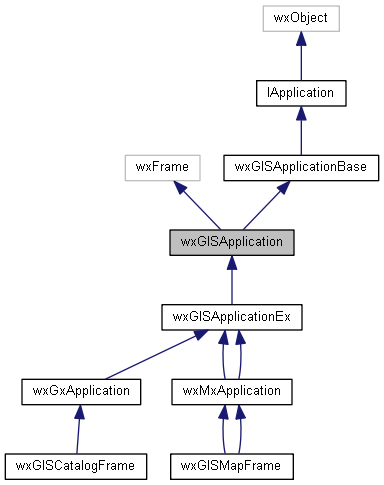 wxObject
IApplication
wxFrame
wxGISApplicationBase
wxGISApplication
wxGISApplicationEx
wxGxApplication
wxMxApplication
wxGISCatalogFrame
wxGISMapFrame